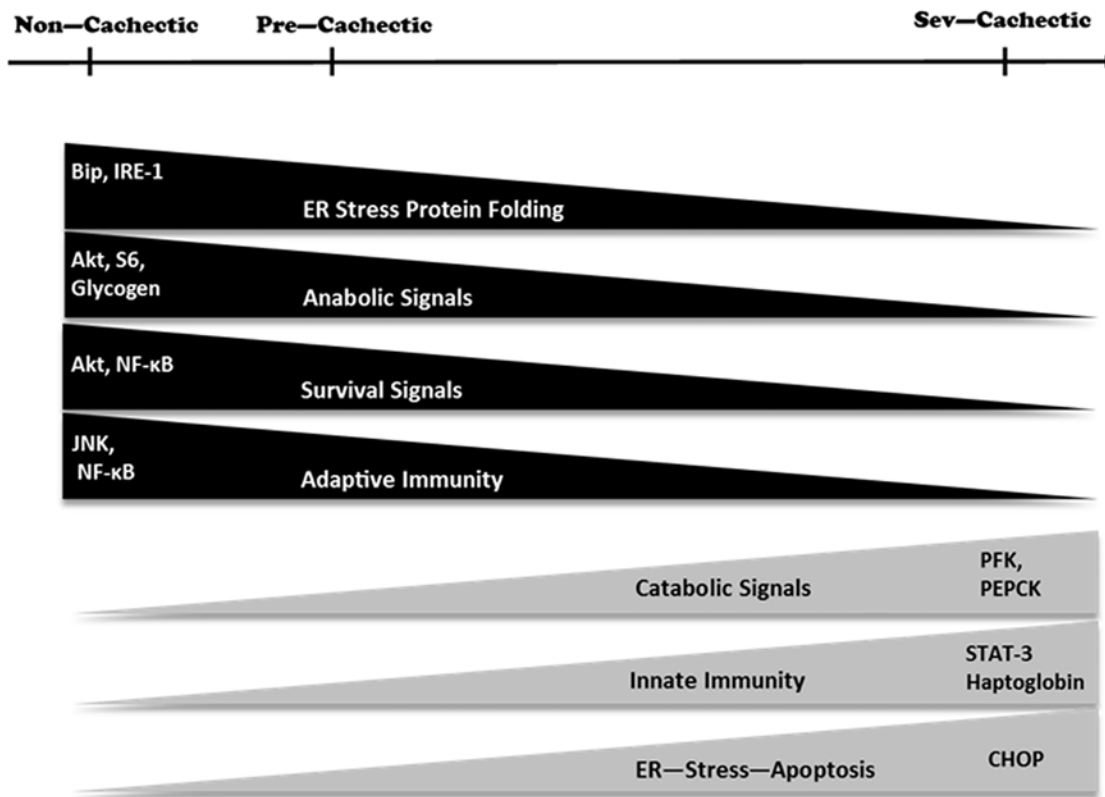 Non—Cachectic Pre—Cachectic Sev—Cachectic
Bip, IRE-1
ER Stress Protein Folding
Akt, S6,
Glycogen
Anabolic Signals
Akt, NF-κB
Survival Signals
JNK,
NF-κB
Adaptive Immunity
PFK,
PEPCK
Catabolic Signals
STAT-3
Haptoglobin
Innate Immunity
CHOP
ER—Stress—Apoptosis